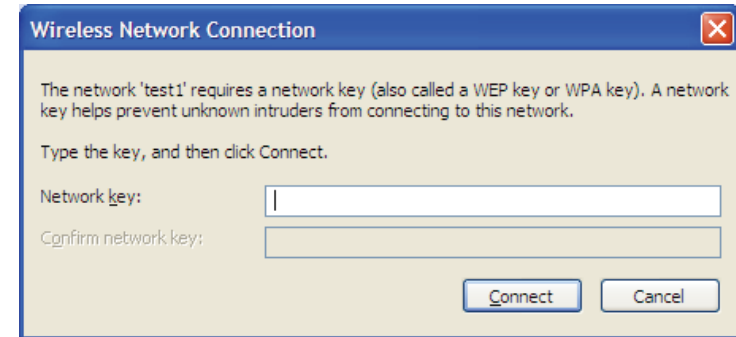 Wireless Network Connection
The network 'test1' requires a network key (also called a WEP key or WPA key). A network
key helps prevent unknown intruders from connecting to this network.
Type the key, and then click Connect.
Network key:
Confirm network key:
Connect Cancel